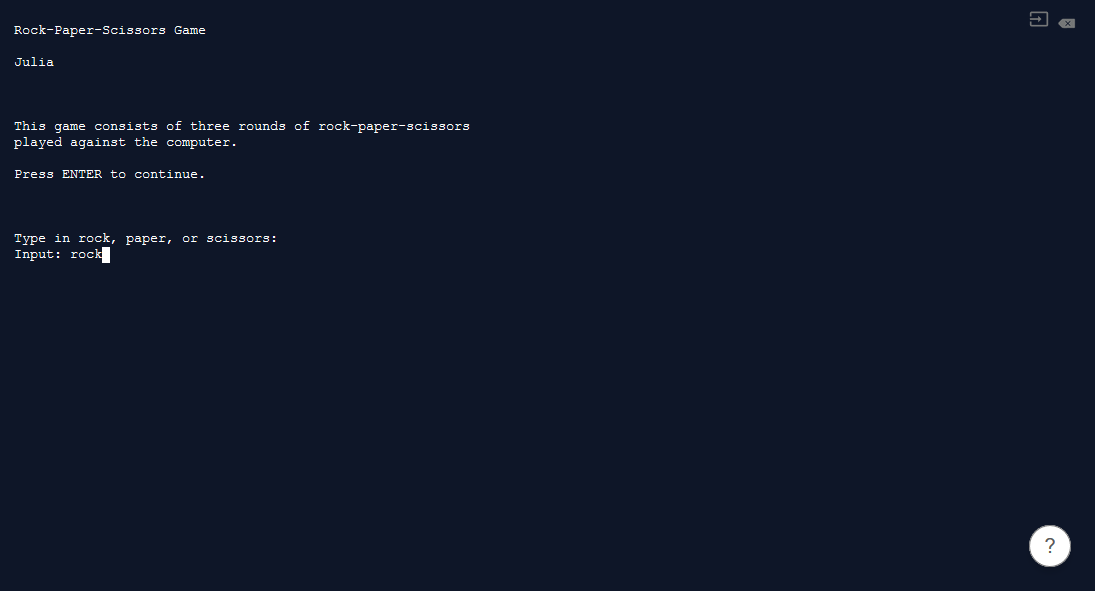 Rock-Paper-Scissors Game
Julia
This game consists of three rounds of rock-paper-scissors
played against the computer.
Press ENTER to continue.
Type in rock, paper, or scissors:
Input: rock
?